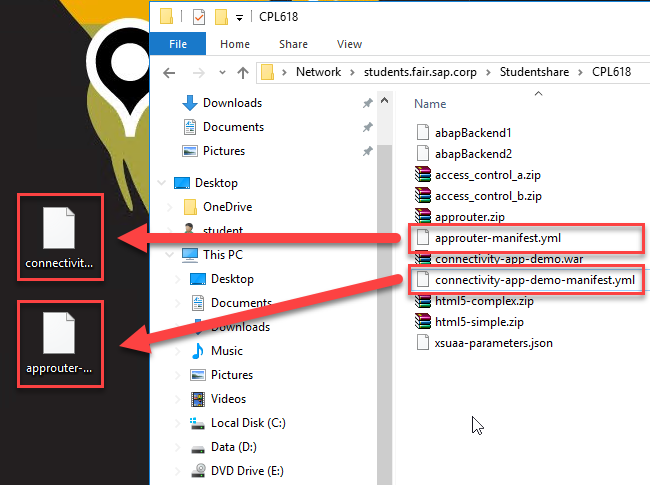 CPL618
File
Home
Share
View
Network
students.fair.sap.corp
Studentshare
CPL618
Downloads
Documents
Pictures
Desktop
OneDrive
student
This PC
Desktop
Documents
Downloads
Music
Pictures
Videos
Local Disk (C:)
Data (D:)
DVD Drive (E:)
Name
abapBackend1
abapBackend2
access_control_a.zip
access_control_b.zip
approuter.zip
approuter-manifest.yml
connectivity-app-demo.war
connectivity-app-demo-manifest.yml
html5-complex.zip
html5-simple.zip
xsuaa-parameters.json
connectivit...
approuter-...